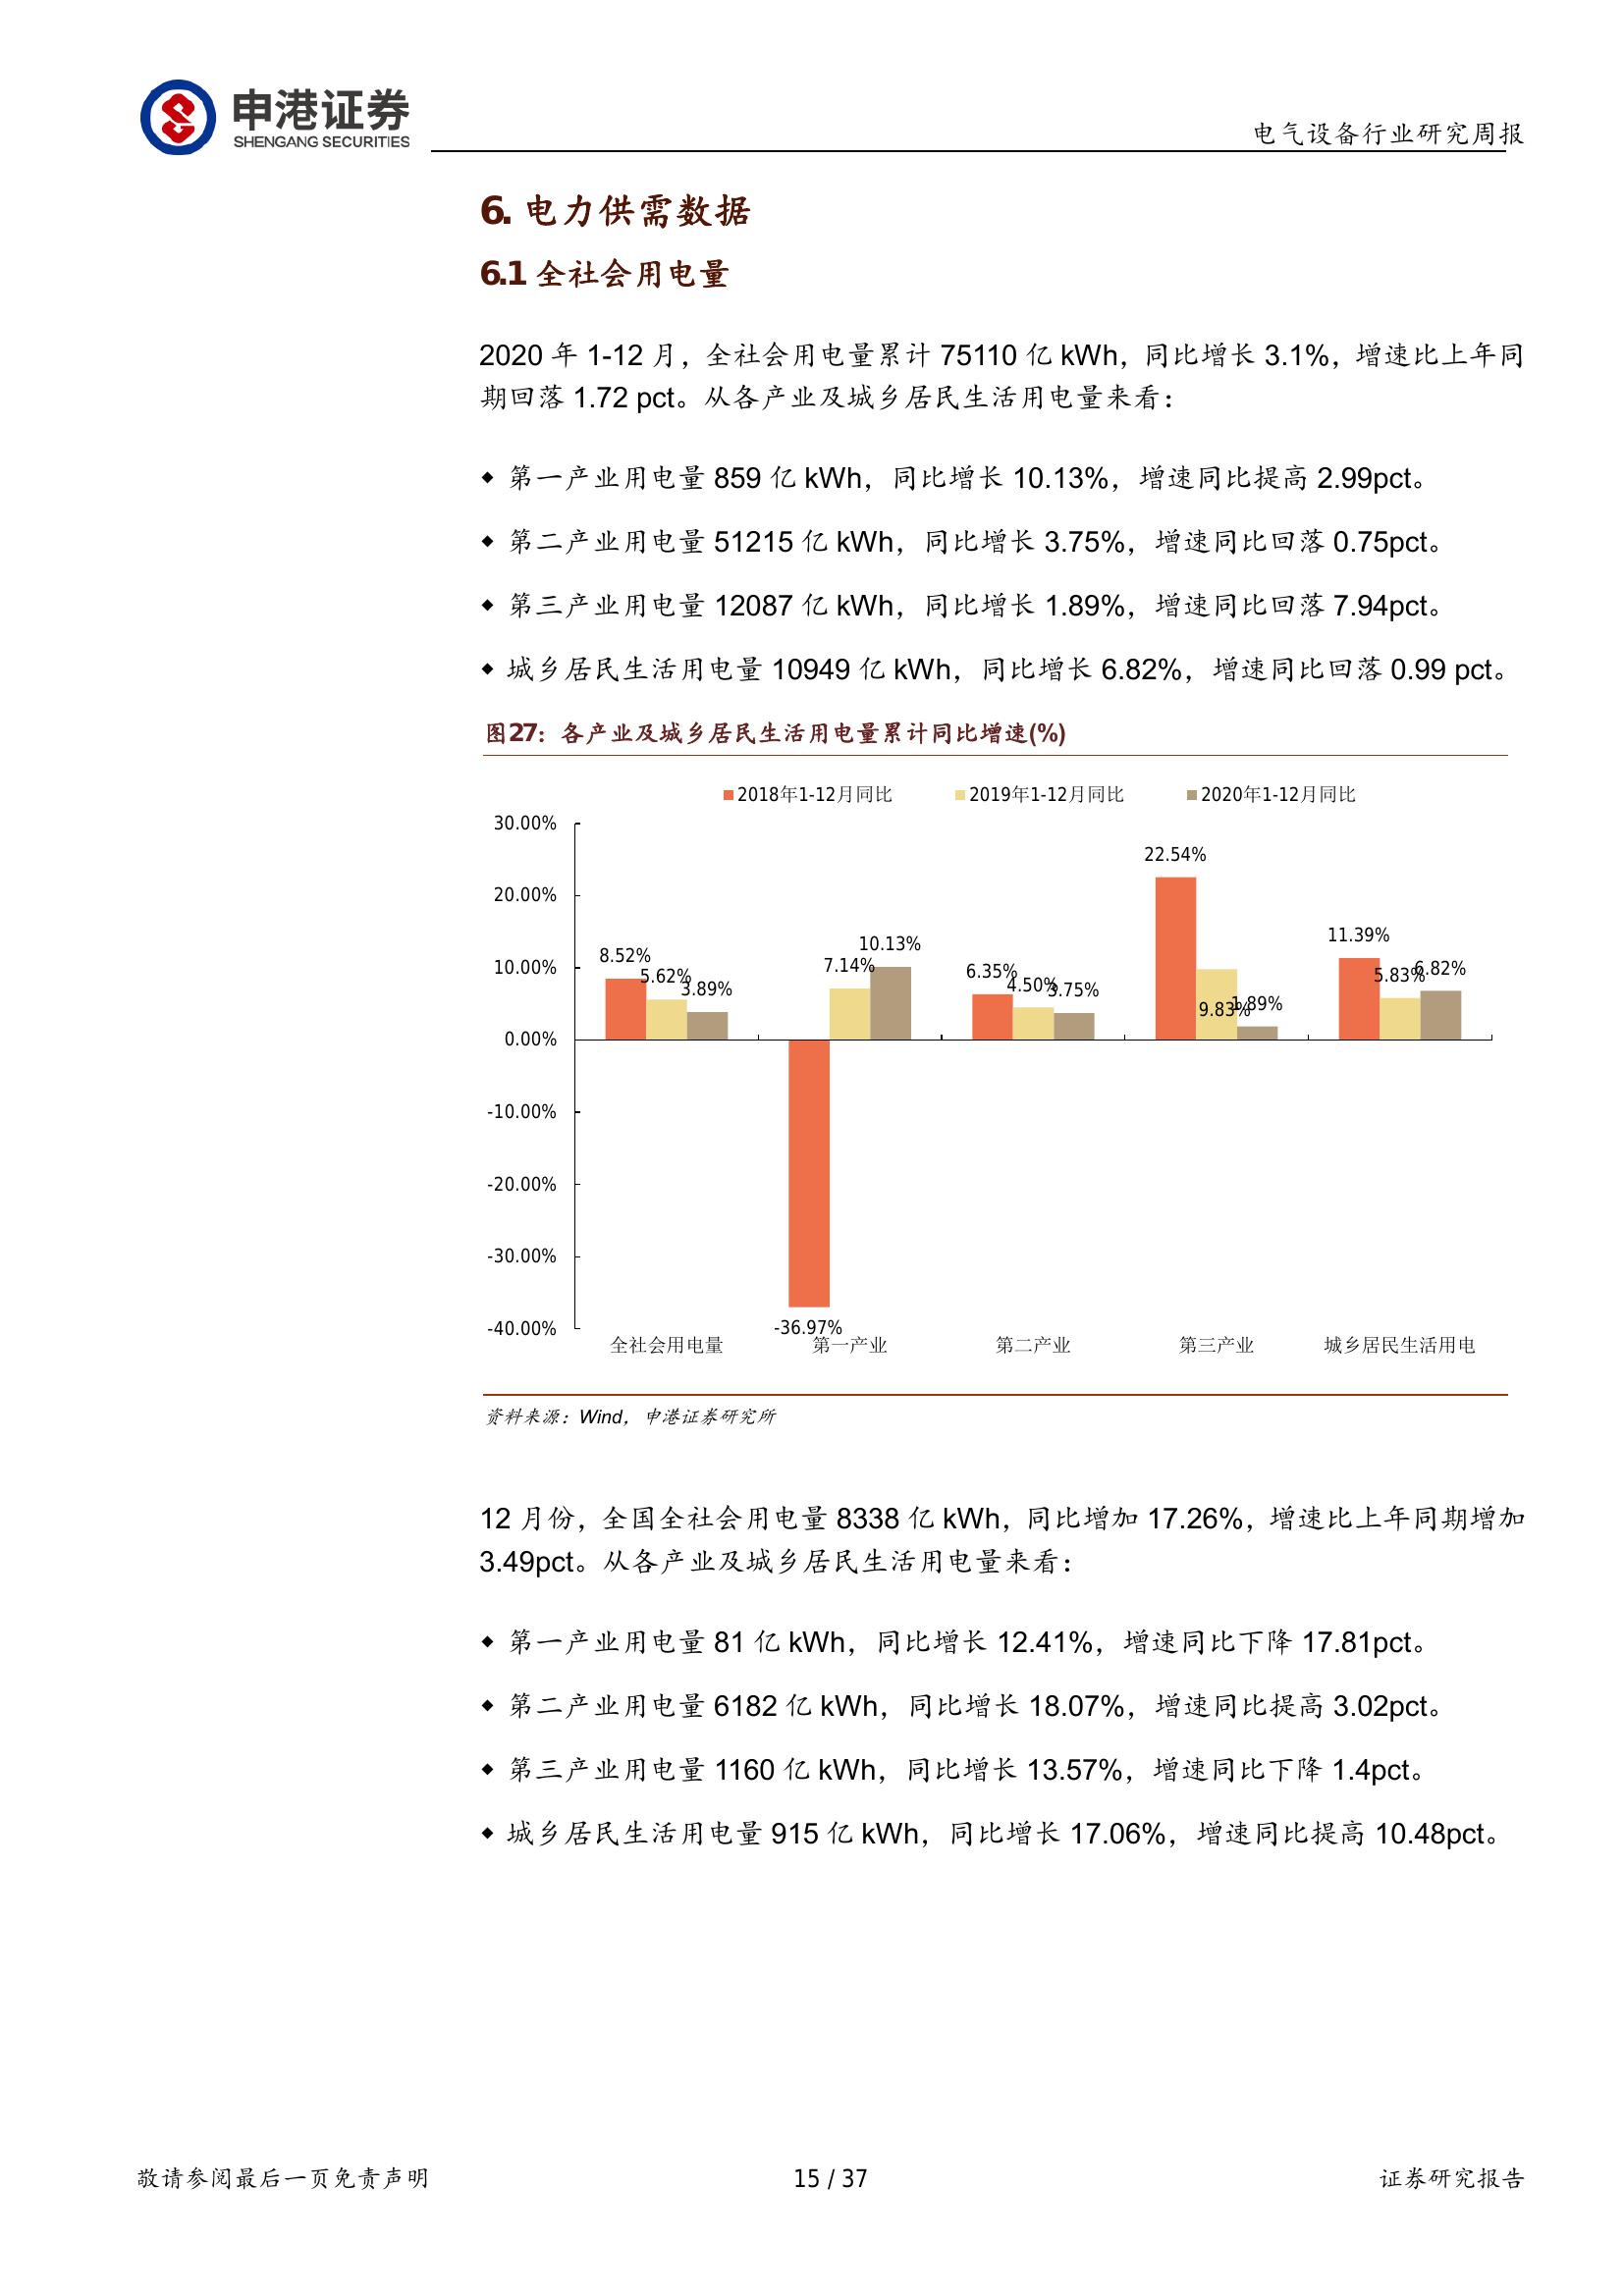 申港证券
SHENGANG SECURITIES
电气设备行业研究周报
6. 电力供需数据
6.1 全社会用电量
2020 年 1-12 月，全社会用电量累计 75110 亿 kWh，同比增长 3.1%，增速比上年同
期回落 1.72 pct。从各产业及城乡居民生活用电量来看：
◆ 第一产业用电量 859 亿 kWh，同比增长 10.13%，增速同比提高 2.99pct。
◆ 第二产业用电量 51215 亿 kWh，同比增长 3.75%，增速同比回落 0.75pct。
◆ 第三产业用电量 12087 亿 kWh，同比增长 1.89%，增速同比回落 7.94pct。
◆ 城乡居民生活用电量 10949 亿 kWh，同比增长 6.82%，增速同比回落 0.99 pct。
图27：各产业及城乡居民生活用电量累计同比增速(%)
2018年1-12月同比 2019年1-12月同比 2020年1-12月同比
30.00%
20.00%
10.00%
0.00%
-10.00%
-20.00%
-30.00%
-40.00%
8.52% 5.62% 3.89%
-36.97% 7.14% 10.13%
6.35% 4.50% 3.75%
22.54% 9.83% 1.89%
11.39% 5.83% 6.82%
全社会用电量 第一产业 第二产业 第三产业 城乡居民生活用电
资料来源：Wind，申港证券研究所
12 月份，全国全社会用电量 8338 亿 kWh，同比增加 17.26%，增速比上年同期增加
3.49pct。从各产业及城乡居民生活用电量来看：
◆ 第一产业用电量 81 亿 kWh，同比增长 12.41%，增速同比下降 17.81pct。
◆ 第二产业用电量 6182 亿 kWh，同比增长 18.07%，增速同比提高 3.02pct。
◆ 第三产业用电量 1160 亿 kWh，同比增长 13.57%，增速同比下降 1.4pct。
◆ 城乡居民生活用电量 915 亿 kWh，同比增长 17.06%，增速同比提高 10.48pct。
敬请参阅最后一页免责声明 15 / 37 证券研究报告